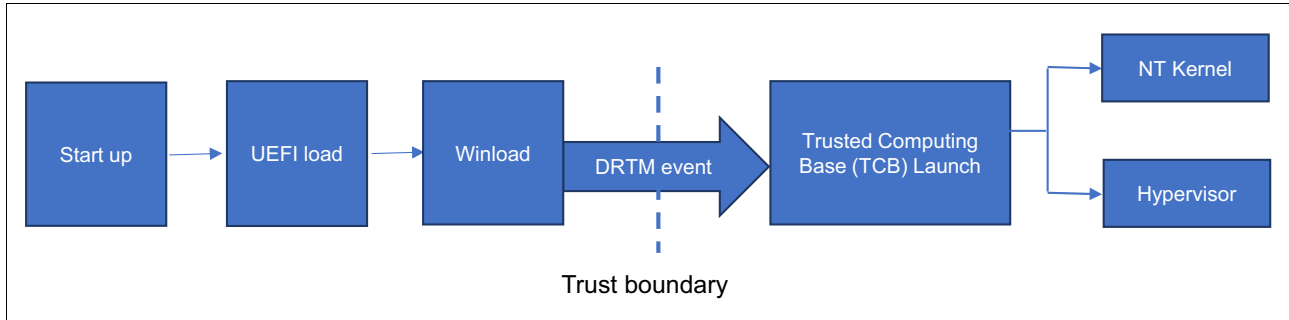 Start up
UEFI load
Winload
DRTM event
Trusted Computing
Base (TCB) Launch
NT Kernel
Hypervisor
Trust boundary